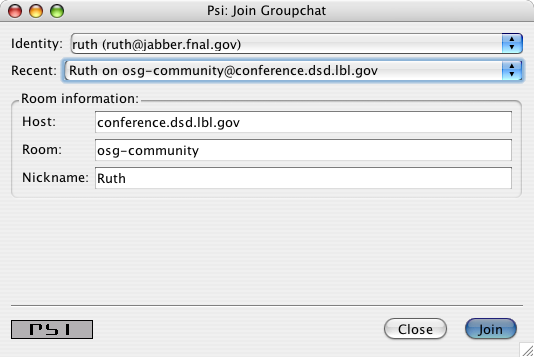 Psi: Join Groupchat
Identity: ruth (ruth@jabber.fnal.gov)
Recent: Ruth on osg-community@conference.dsd.lbl.gov
Room information:
Host: conference.dsd.lbl.gov
Room: osg-community
Nickname: Ruth
PSI Close Join